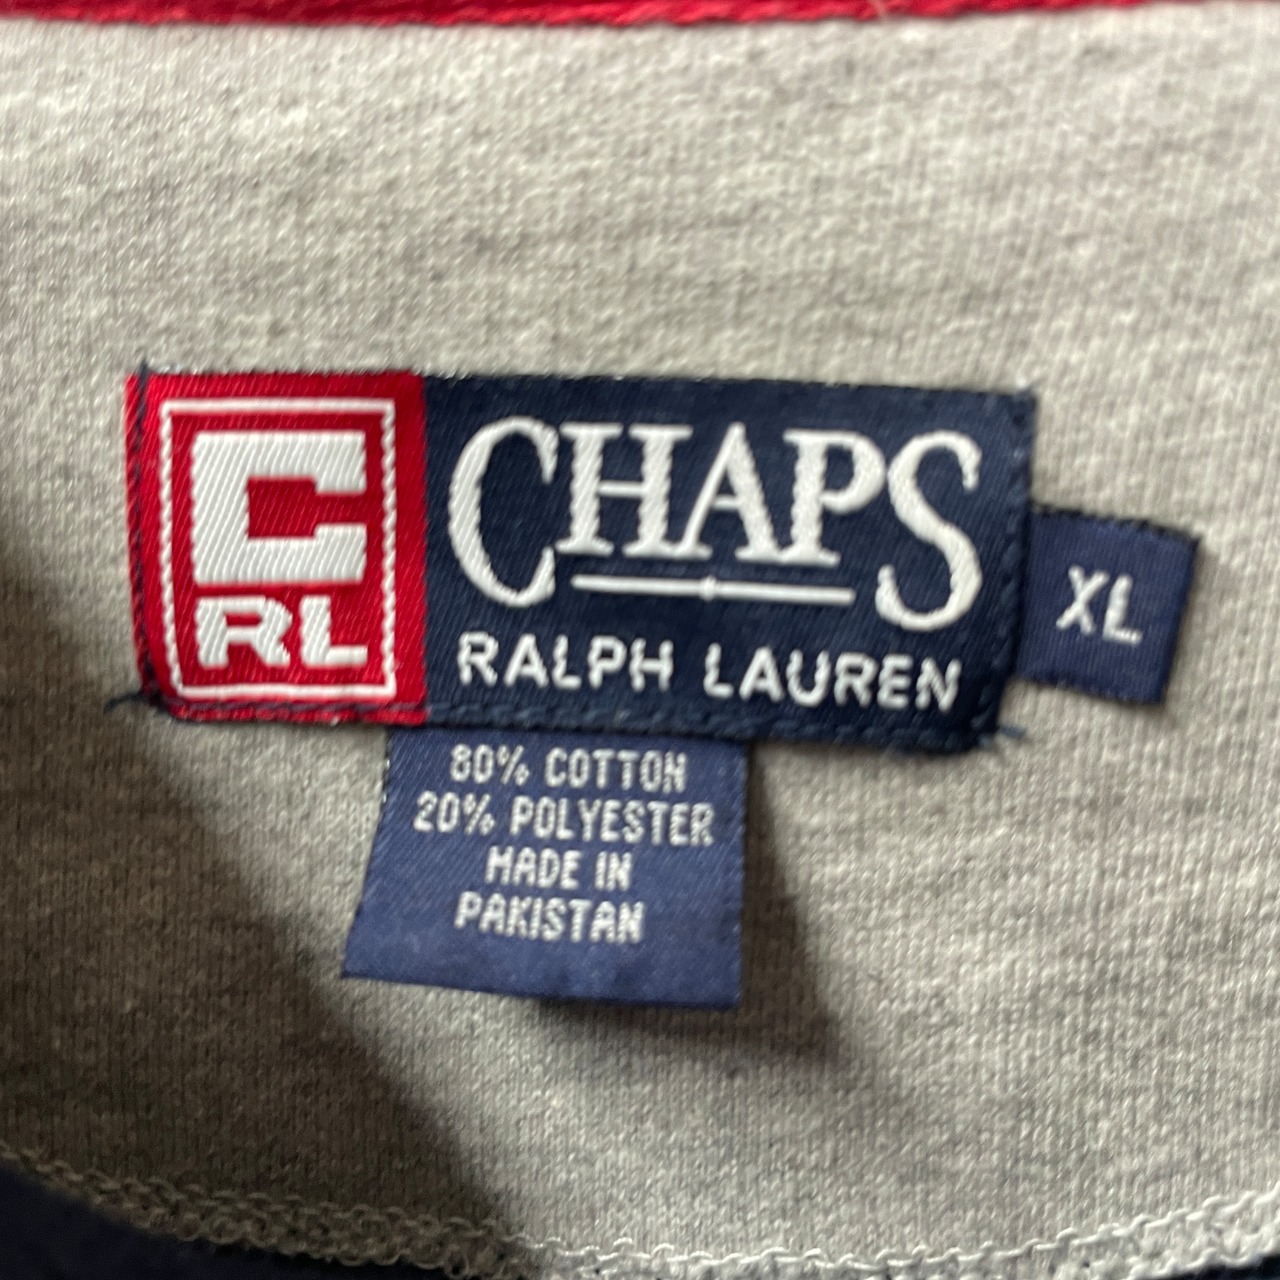 C
RL
CHAPS
RALPH LAUREN
XL
80% COTTON
20% POLYESTER
MADE IN
PAKISTAN